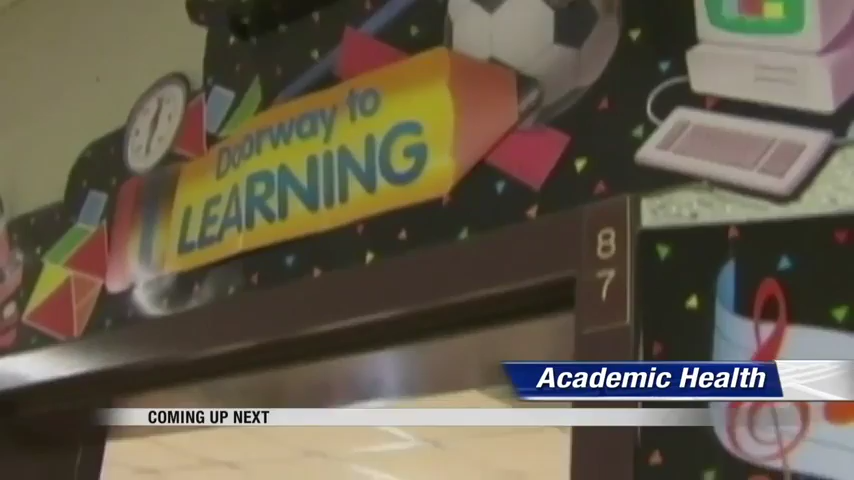 Doorway to
LEARNING
8
7
Academic Health
COMING UP NEXT